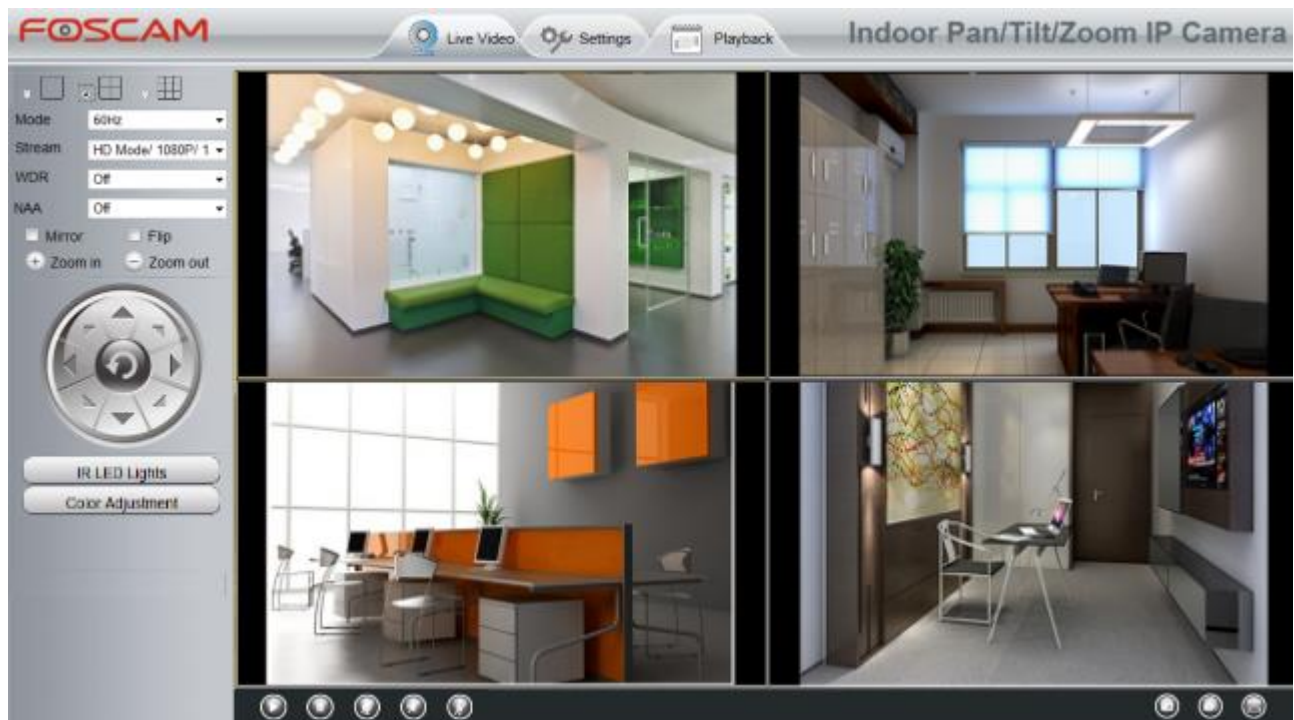 FOSCAM
Live Video
Settings
Playback
Indoor Pan/Tilt/Zoom IP Camera
Mode
60Hz
Stream
HD Mode/ 1080P/ 1
WDR
Off
NAA
Off
Mirror
Flip
Zoom in
Zoom out
IR LED Lights
Color Adjustment